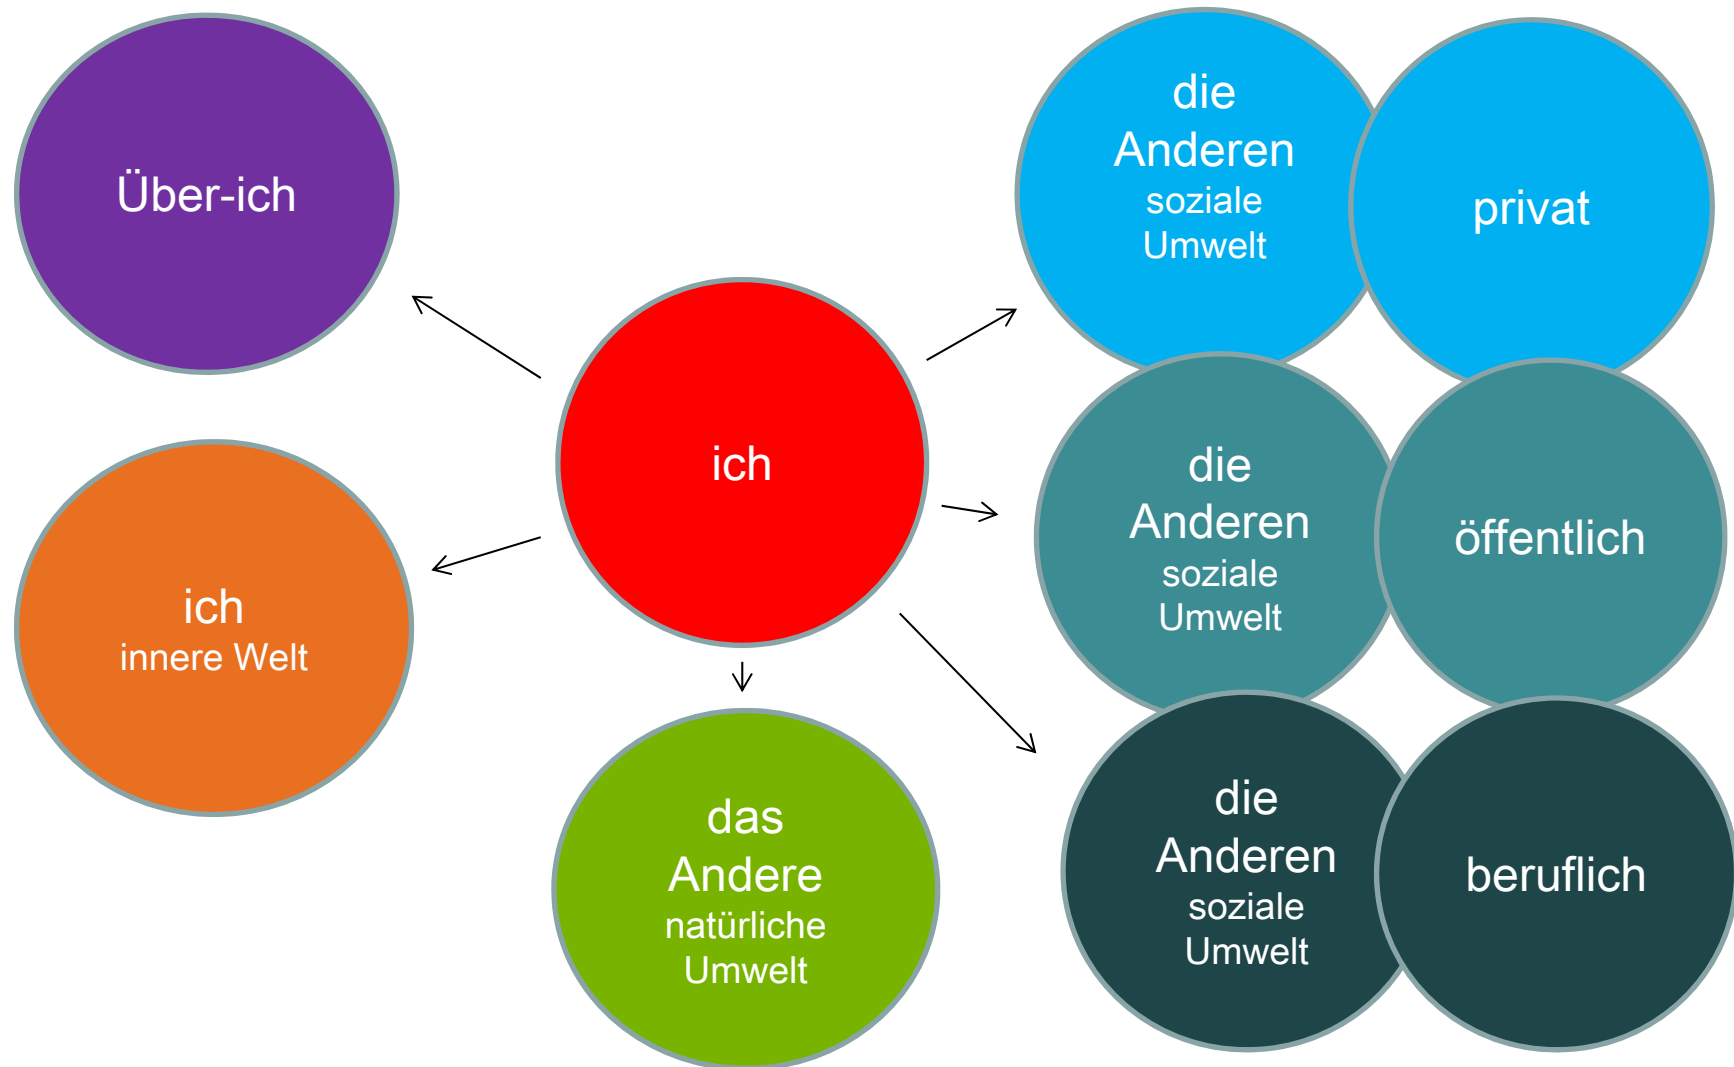 Über-ich
die
Anderen
soziale
Umwelt
privat
ich
die
Anderen
soziale
Umwelt
öffentlich
ich
innere Welt
das
Andere
natürliche
Umwelt
die
Anderen
soziale
Umwelt
beruflich